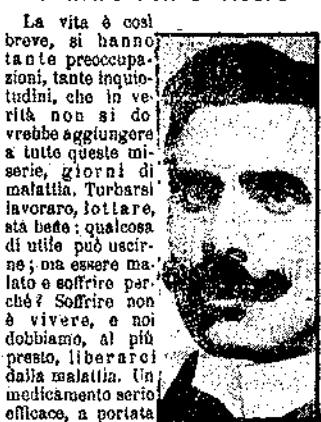 La vita è così
breve, si hanno
tante preoccupa-
zioni, tante inquie-
tudini, che in ve-
rità non si do
vrebbe aggiungere
a tutte queste mi-
serie, giorni di
malattia. Turbarsi
lavorare, lottare,
stà bene; qualcosa
di utile può uscir-
ne; ma essere ma-
lato e soffrire per-
chè? Soffrire non
è vivere, e noi
dobbiamo, al più
presto, liberarci
dalla malattia. Un
medicamento serio
efficace, a portata